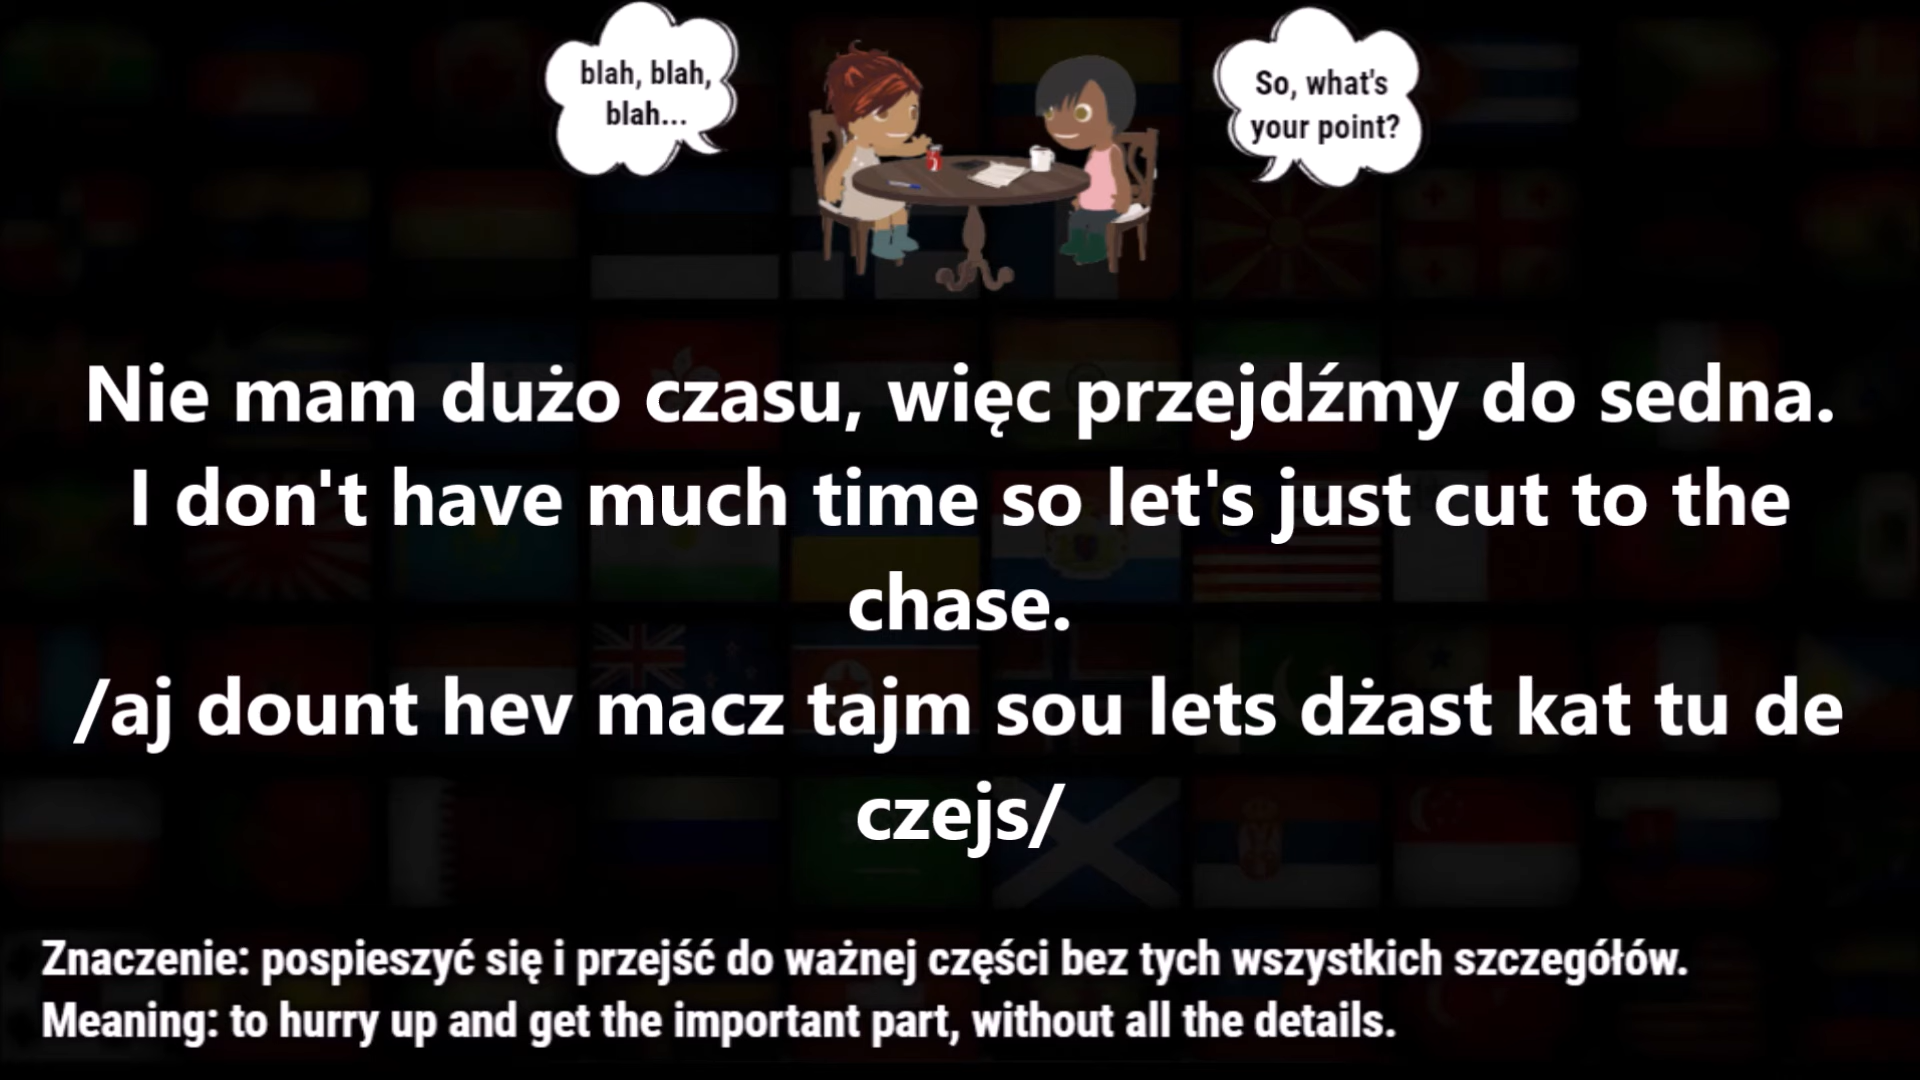 blah, blah,
blah...
So, what's
your point?
Nie mam dużo czasu, więc przejdźmy do sedna.
I don't have much time so let's just cut to the
chase.
/aj dount hev macz tajm sou lets dżast kat tu de
czejs/
Znaczenie: pospieszyć się i przejść do ważnej części bez tych wszystkich szczegółów.
Meaning: to hurry up and get the important part, without all the details.